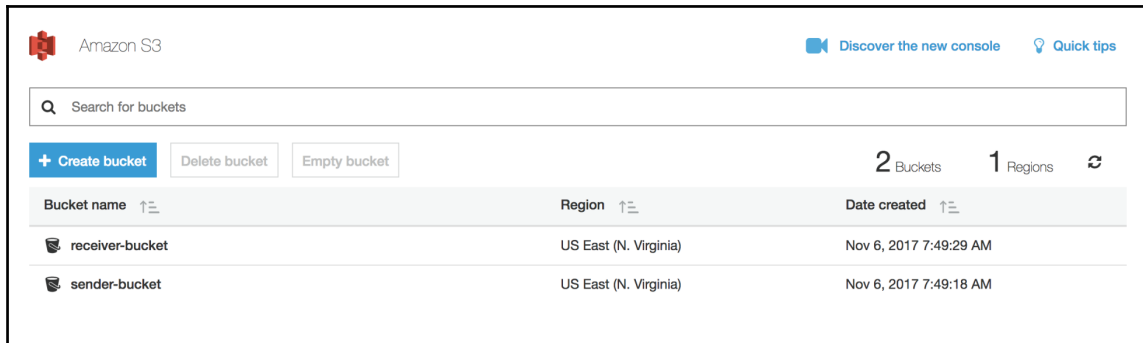 Amazon S3 Discover the new console Quick tips
Search for buckets
+ Create bucket Delete bucket Empty bucket 2 Buckets 1 Regions
Bucket name Region Date created
receiver-bucket US East (N. Virginia) Nov 6, 2017 7:49:29 AM
sender-bucket US East (N. Virginia) Nov 6, 2017 7:49:18 AM